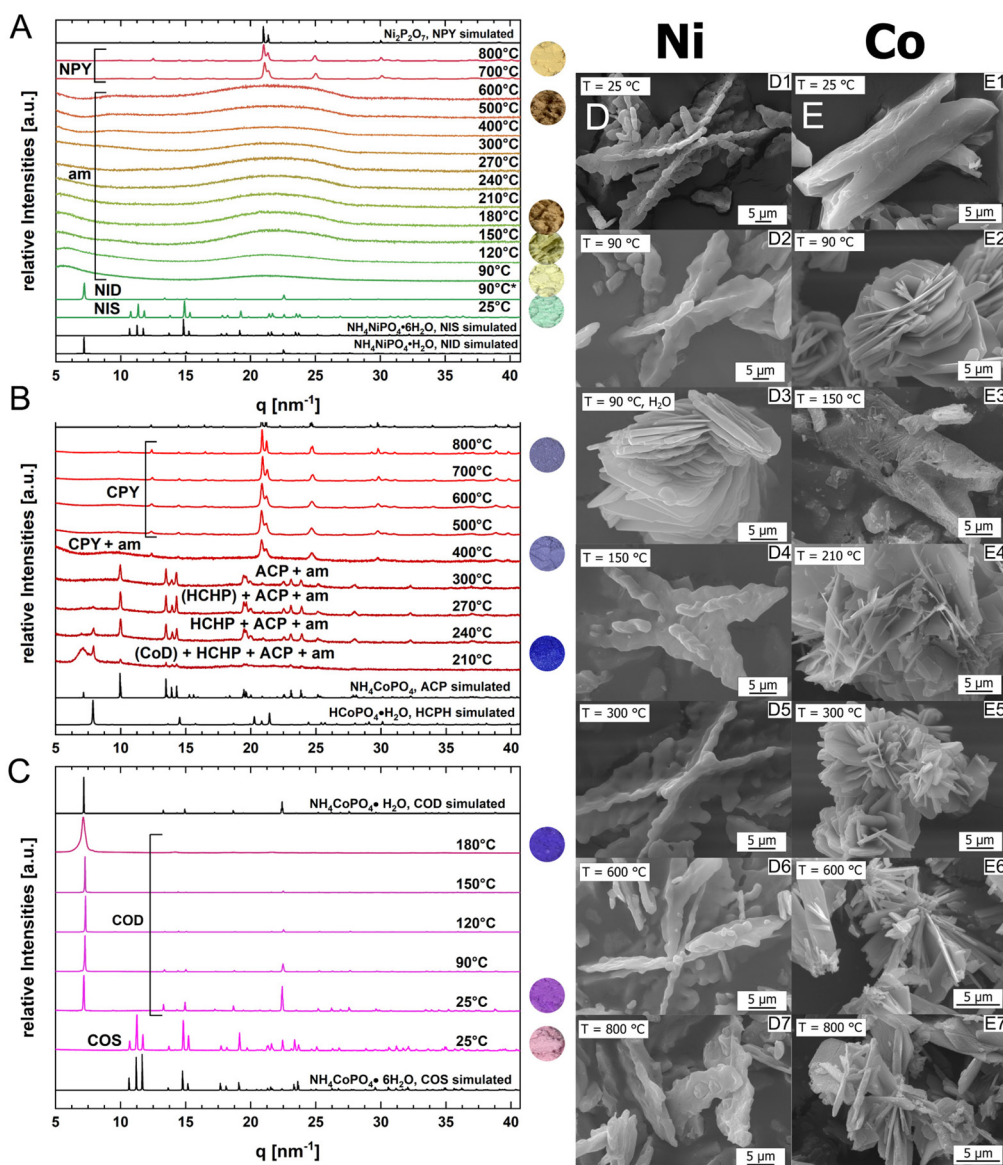 A
relative Intensities [a.u.]
Ni₂P₂O₇, NPY simulated
NPY
800°C
700°C
600°C
500°C
400°C
300°C
270°C
am
240°C
210°C
180°C
150°C
120°C
90°C
NID
90°C*
NIS
25°C
NH₄NiPO₄•6H₂O, NIS simulated
NH₄NiPO₄•H₂O, NID simulated
5 10 15 20 25 30 35 40
q [nm⁻¹]
B
relative Intensities [a.u.]
800°C
CPY
700°C
600°C
500°C
CPY + am
400°C
ACP + am
300°C
(HCHP) + ACP + am
270°C
HCHP + ACP + am
240°C
(CoD) + HCHP + ACP + am
210°C
NH₄CoPO₄, ACP simulated
HCoPO₄•H₂O, HCPH simulated
5 10 15 20 25 30 35 40
C
relative Intensities [a.u.]
NH₄CoPO₄• H₂O, COD simulated
180°C
150°C
COD
120°C
90°C
25°C
COS
25°C
NH₄CoPO₄• 6H₂O, COS simulated
5 10 15 20 25 30 35 40
q [nm⁻¹]
Ni
D
T = 25 °C
D1
5 µm
T = 90 °C
D2
5 µm
T = 90 °C, H₂O
D3
5 µm
T = 150 °C
D4
5 µm
T = 300 °C
D5
5 µm
T = 600 °C
D6
5 µm
T = 800 °C
D7
5 µm
Co
E
T = 25 °C
E1
5 µm
T = 90 °C
E2
5 µm
T = 150 °C
E3
5 µm
T = 210 °C
E4
5 µm
T = 300 °C
E5
5 µm
T = 600 °C
E6
5 µm
T = 800 °C
E7
5 µm